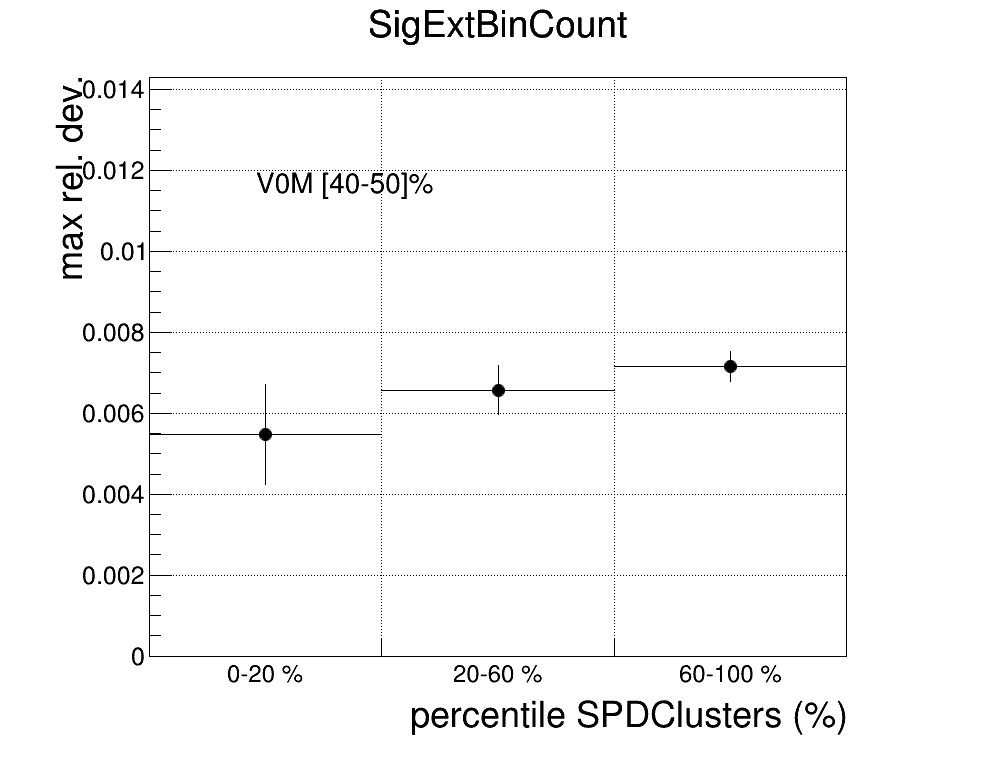 SigExtBinCount
max rel. dev.
0.014
0.012
V0M [40-50]%
0.01
0.008
0.006
0.004
0.002
0
0-20 % 20-60 % 60-100 %
percentile SPDClusters (%)